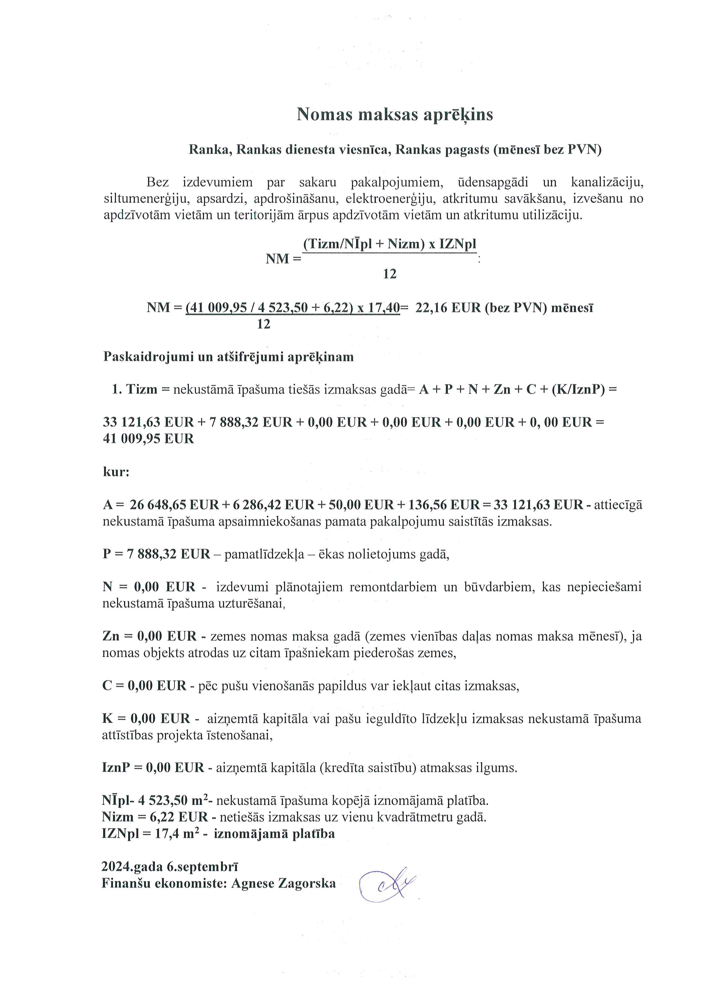 Nomas maksas aprēķins
Ranka, Rankas dienesta viesnīca, Rankas pagasts (mēnesī bez PVN)
Bez izdevumiem par sakaru pakalpojumiem, ūdensapgādi un kanalizāciju,
siltumenerģiju, apsardzi, apdrošināšanu, elektroenerģiju, atkritumu savākšanu, izvešanu no
apdzīvotām vietām un teritorijām ārpus apdzīvotām vietām un atkritumu utilizāciju.
(Tizm/NĪpl + Nizm) x IZNpl
NM = :
12
NM = (41 009,95 / 4 523,50 + 6,22) x 17,40= 22,16 EUR (bez PVN) mēnesī
12
Paskaidrojumi un atšifrējumi aprēķinam
1. Tizm = nekustāmā īpašuma tiešās izmaksas gadā= A + P + N + Zn + C + (K/IznP) =
33 121,63 EUR + 7 888,32 EUR + 0,00 EUR + 0,00 EUR + 0,00 EUR + 0, 00 EUR =
41 009,95 EUR
kur:
A = 26 648,65 EUR + 6 286,42 EUR + 50,00 EUR + 136,56 EUR = 33 121,63 EUR - attiecīgā
nekustamā īpašuma apsaimniekošanas pamata pakalpojumu saistītās izmaksas.
P = 7 888,32 EUR – pamatlīdzekļa – ēkas nolietojums gadā,
N = 0,00 EUR - izdevumi plānotajiem remontdarbiem un būvdarbiem, kas nepieciešami
nekustamā īpašuma uzturēšanai,
Zn = 0,00 EUR - zemes nomas maksa gadā (zemes vienības daļas nomas maksa mēnesī), ja
nomas objekts atrodas uz citam īpašniekam piederošas zemes,
C = 0,00 EUR - pēc pušu vienošanās papildus var iekļaut citas izmaksas,
K = 0,00 EUR - aizņemtā kapitāla vai pašu ieguldīto līdzekļu izmaksas nekustamā īpašuma
attīstības projekta īstenošanai,
IznP = 0,00 EUR - aizņemtā kapitāla (kredīta saistību) atmaksas ilgums.
NĪpl- 4 523,50 m²- nekustamā īpašuma kopējā iznomājamā platība.
Nizm = 6,22 EUR - netiešās izmaksas uz vienu kvadrātmetru gadā.
IZNpl = 17,4 m² - iznomājamā platība
2024.gada 6.septembrī
Finanšu ekonomiste: Agnese Zagorska